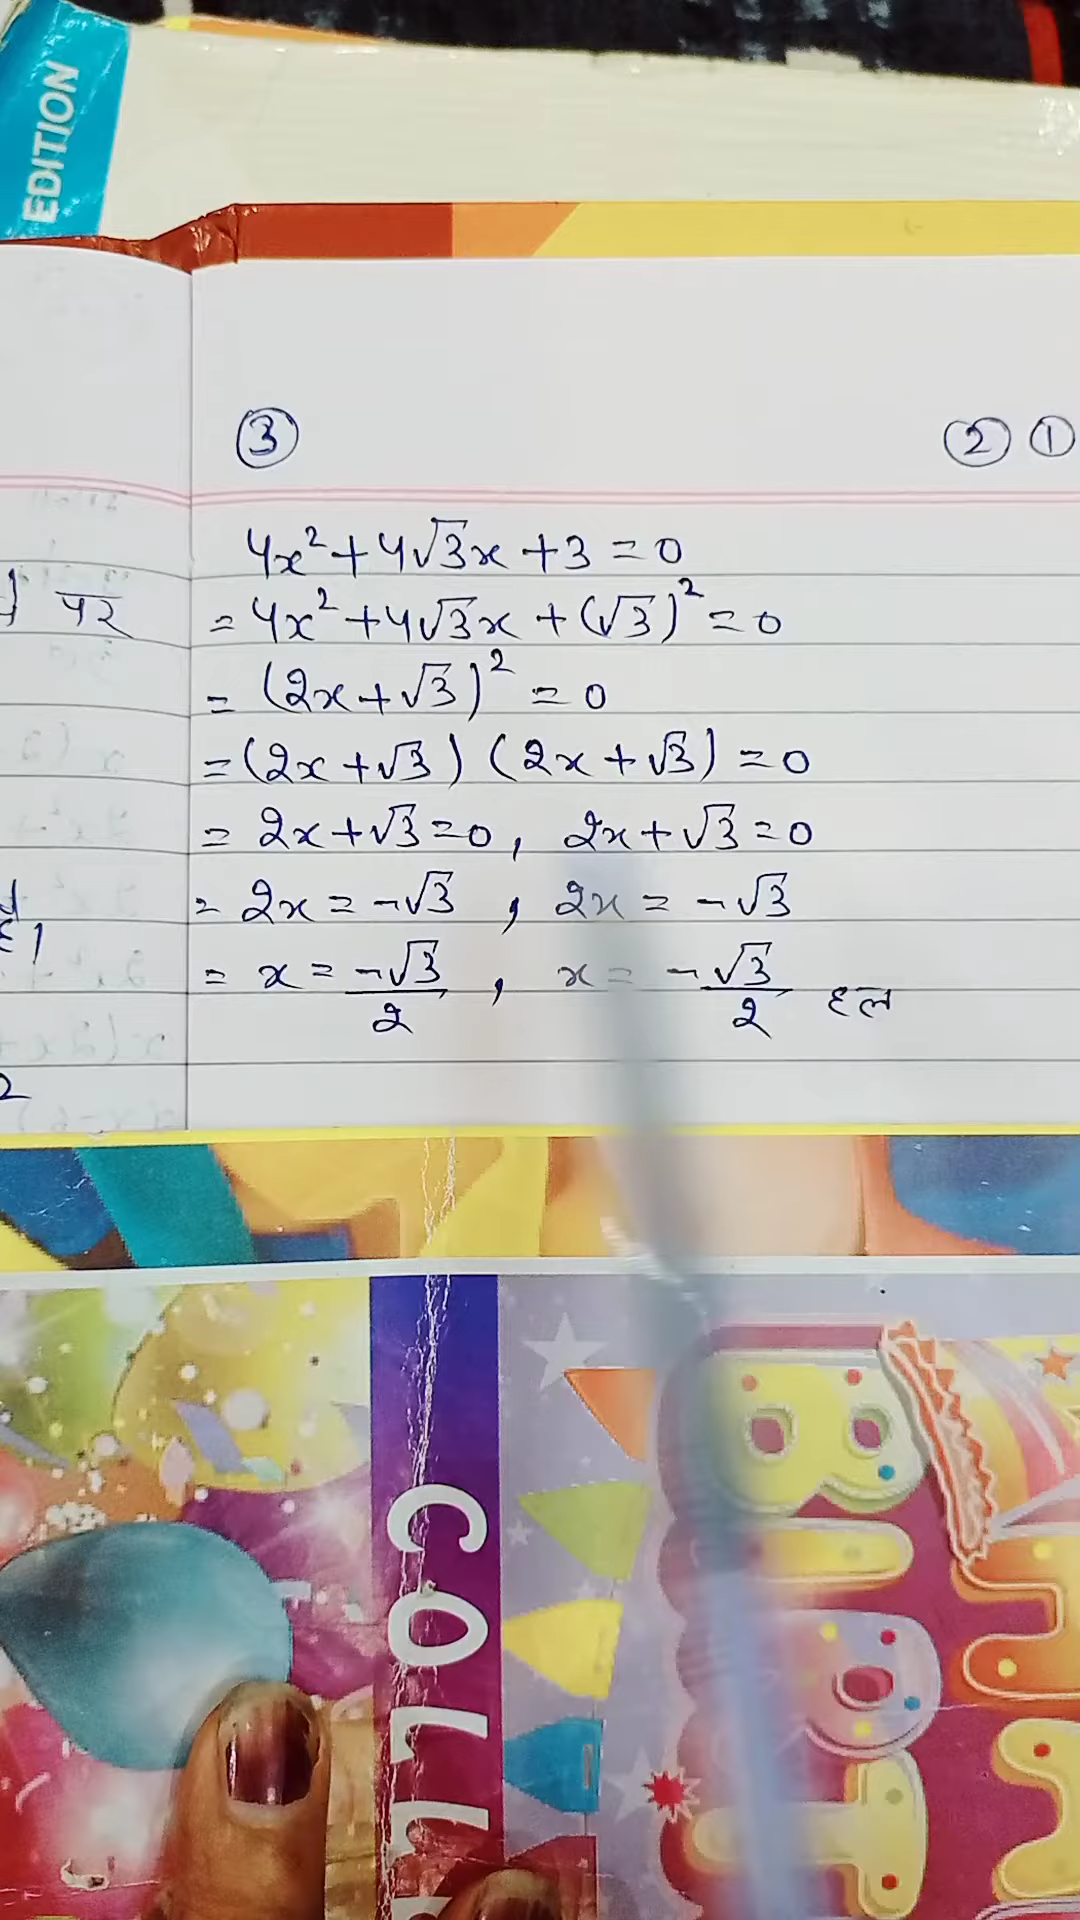 EDITION
③ ② ①
4x² + 4√3x + 3 = 0
= 4x² + 4√3x + (√3)² = 0
= (2x + √3)² = 0
= (2x + √3) (2x + √3) = 0
= 2x + √3 = 0, 2x + √3 = 0
= 2x = -√3, 2x = -√3
= x = -√3/2, x = -√3/2 हल
पर
2
COLL